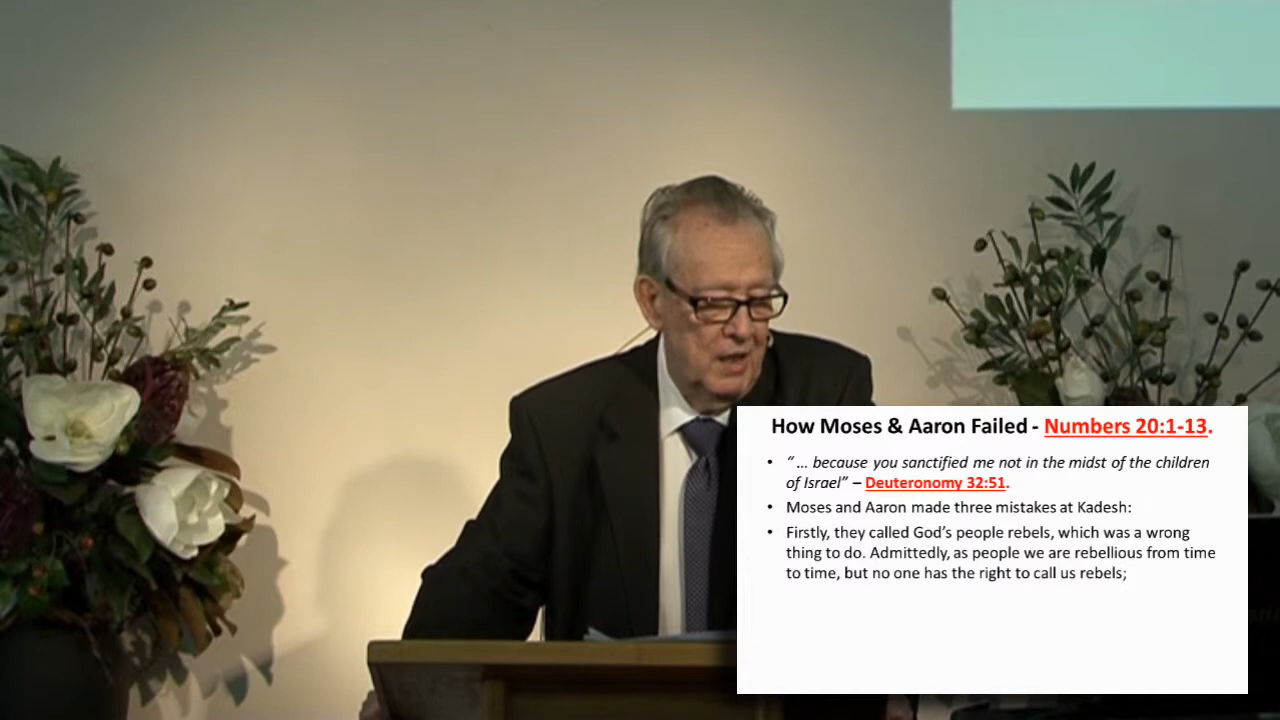 How Moses & Aaron Failed - Numbers 20:1-13.
• “ … because you sanctified me not in the midst of the children
of Israel” – Deuteronomy 32:51.
• Moses and Aaron made three mistakes at Kadesh:
• Firstly, they called God’s people rebels, which was a wrong
thing to do. Admittedly, as people we are rebellious from time
to time, but no one has the right to call us rebels;